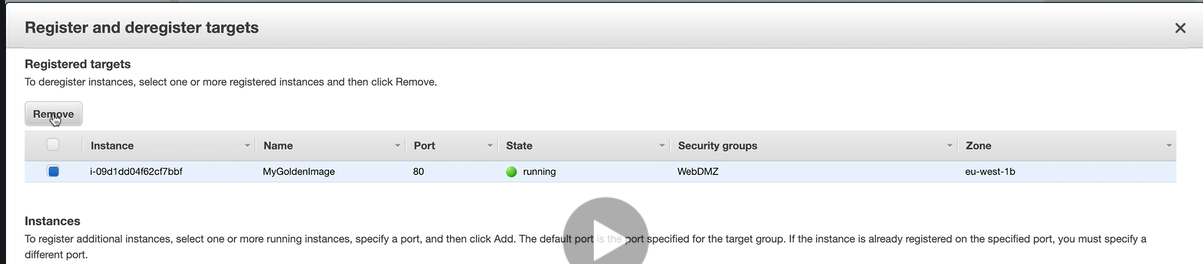 Register and deregister targets
Registered targets
To deregister instances, select one or more registered instances and then click Remove.
Remove
Instance Name Port State Security groups Zone
i-09d1dd04f62cf7bbf MyGoldenImage 80 running WebDMZ eu-west-1b
Instances
To register additional instances, select one or more running instances, specify a port, and then click Add. The default port is the port specified for the target group. If the instance is already registered on the specified port, you must specify a
different port.